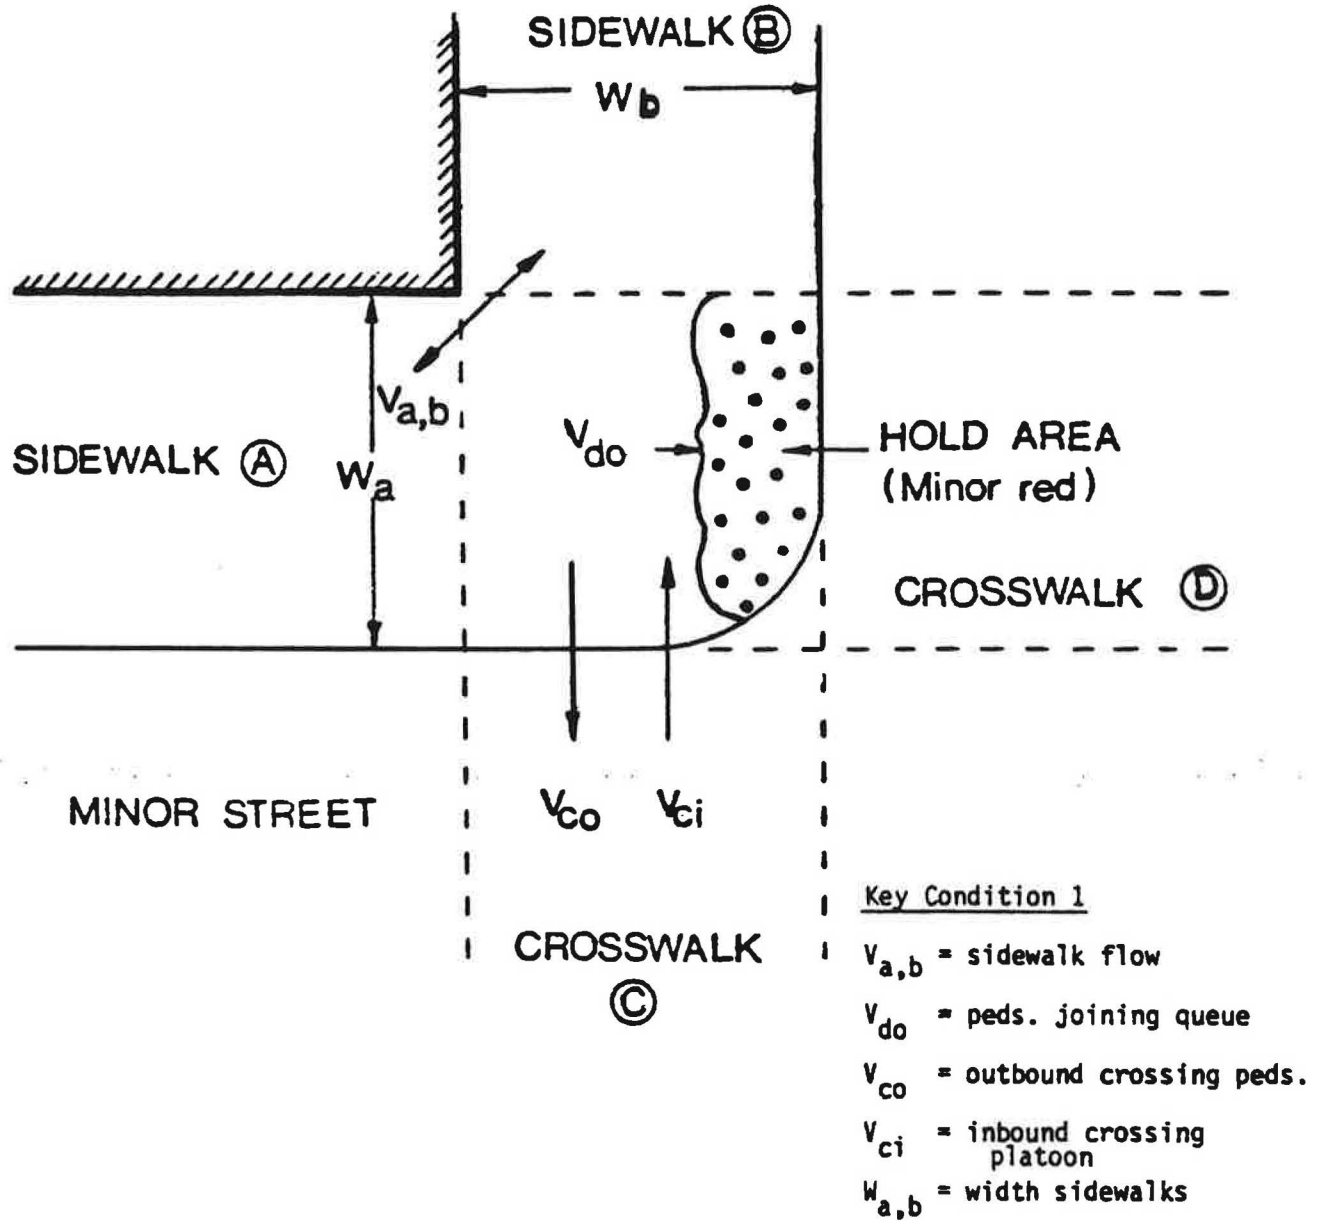 SIDEWALK Ⓑ
Wb
Va,b
SIDEWALK Ⓐ
Wa
Vdo
HOLD AREA
(Minor red)
CROSSWALK Ⓓ
MINOR STREET
Vco
Vci
CROSSWALK
Ⓒ
Key Condition 1
Va,b = sidewalk flow
Vdo = peds. joining queue
Vco = outbound crossing peds.
Vci = inbound crossing
platoon
Wa,b = width sidewalks